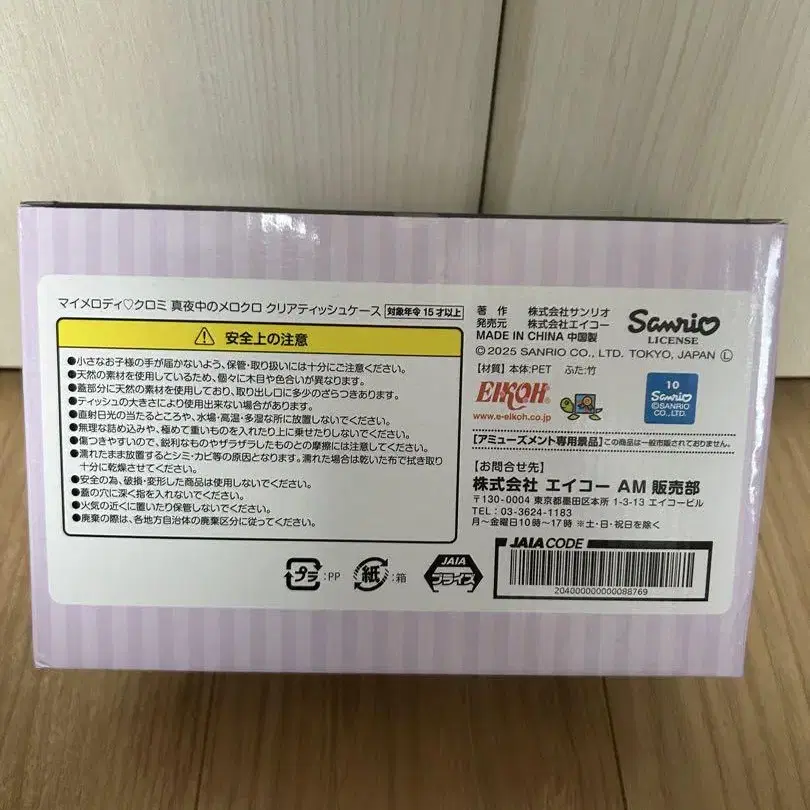 マイメロディ♡クロミ 真夜中のメロクロ クリアティッシュケース 対象年令15才以上
⚠ 安全上の注意
●小さなお子様の手が届かないよう、保管・取り扱いには十分にご注意ください。
●天然の素材を使用しているため、個々に木目や色合いが異なります。
●蓋部分に天然の素材を使用しており、取り出し口に多少のざらつきあります。
●ティッシュの大きさにより使用出来ない場合があります。
●直射日光の当たるところや、水場・高温・多湿な所に放置しないでください。
●無理な詰め込みや、極めて重いものを入れたり上に乗せたりしないでください。
●傷つきやすいので、鋭利なものやザラザラしたものとの摩擦には注意してください。
●濡れたまま放置するとシミ・カビ等の原因となります。濡れた場合は乾いた布で拭き取り
十分に乾燥させてください。
●安全の為、破損・変形した商品は使用しないでください。
●蓋の穴に深く指を入れないでください。
●火気の近くに置いたり保管しないでください。
●廃棄の際は、各地方自治体の廃棄区分に従ってください。
プラ:PP
紙:箱
JAIA
プライズ
著作 株式会社サンリオ
発売元 株式会社エイコー
MADE IN CHINA 中国製
© 2025 SANRIO CO., LTD. TOKYO, JAPAN Ⓛ
Sanrio
LICENSE
【材質】本体:PET ふた:竹
EIKOH
www.e-eikoh.co.jp
10
Sanrio
©SANRIO
CO.,LTD.
【アミューズメント専用景品】この商品は一般市販されておりません。
【お問合せ先】
株式会社 エイコー AM 販売部
〒130-0004 東京都墨田区本所 1-3-13 エイコービル
TEL: 03-3624-1183
月～金曜日10時～17時 ※土・日・祝日を除く
JAIA CODE
204000000000088769